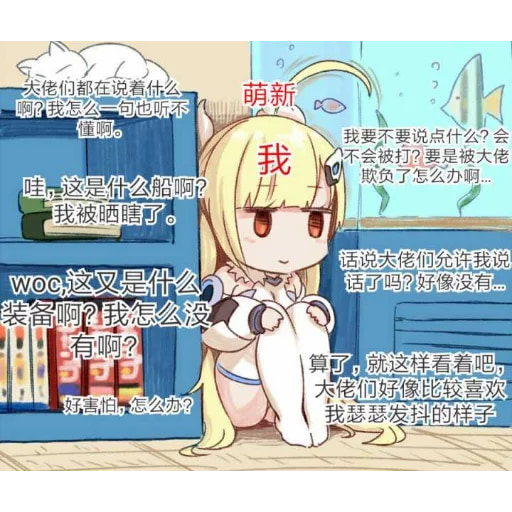 大佬们都在说着什么
啊？我怎么一句也听不
懂啊。
萌新
我
哇，这是什么船啊？
我被晒瞎了。
woc,这又是什么
装备啊？我怎么没
有啊？
好害怕，怎么办？
我要不要说点什么？会
不会被打？要是被大佬
欺负了怎么办啊...
话说大佬们允许我说
话了吗？好像没有...
算了，就这样看着吧，
大佬们好像比较喜欢
我瑟瑟发抖的样子